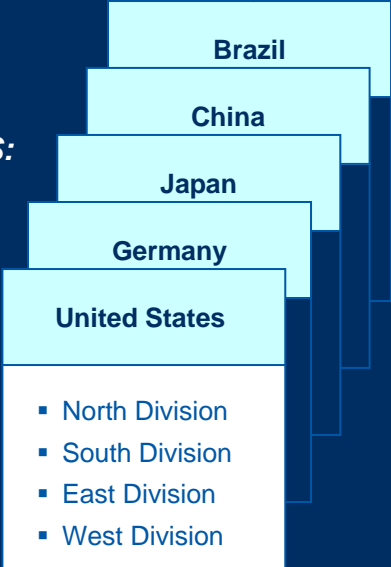 Brazil
China
S:
Japan
Germany
United States
▪ North Division
▪ South Division
▪ East Division
▪ West Division